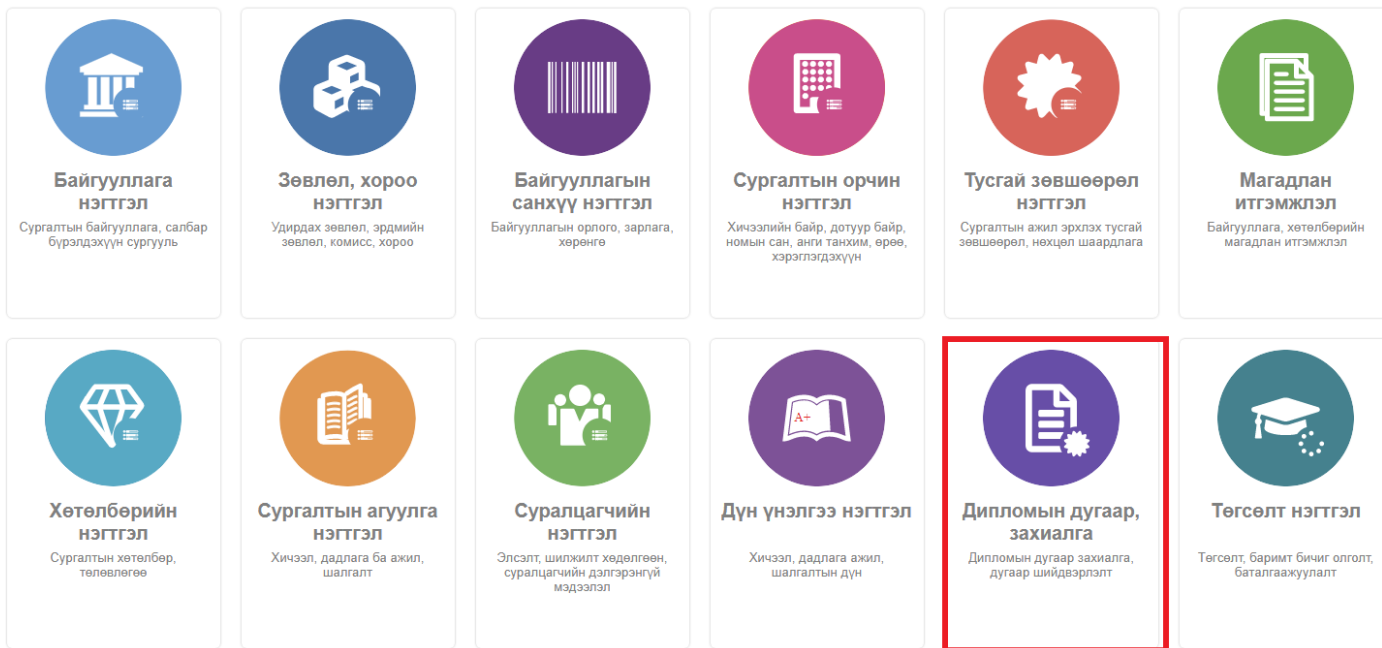 Байгууллага
нэгтгэл
Сургалтын байгууллага, салбар
бүрэлдэхүүн сургууль
Зөвлөл, хороо
нэгтгэл
Удирдах зөвлөл, эрдмийн
зөвлөл, комисс, хороо
Байгууллагын
санхүү нэгтгэл
Байгууллагын орлого, зарлага,
хөрөнгө
Сургалтын орчин
нэгтгэл
Хичээлийн байр, дотуур байр,
номын сан, анги танхим, өрөө,
хэрэглэгдэхүүн
Тусгай зөвшөөрөл
нэгтгэл
Сургалтын ажил эрхлэх тусгай
зөвшөөрөл, нөхцөл шаардлага
Магадлан
итгэмжлэл
Байгууллага, хөтөлбөрийн
магадлан итгэмжлэл
Хөтөлбөрийн
нэгтгэл
Сургалтын хөтөлбөр,
төлөвлөгөө
Сургалтын агуулга
нэгтгэл
Хичээл, дадлага ба ажил,
шалгалт
Суралцагчийн
нэгтгэл
Элсэлт, шилжилт хөдөлгөөн,
суралцагчийн дэлгэрэнгүй
мэдээлэл
A+
Дүн үнэлгээ нэгтгэл
Хичээл, дадлага ажил,
шалгалтын дүн
Дипломын дугаар,
захиалга
Дипломын дугаар захиалга,
дугаар шийдвэрлэлт
Төгсөлт нэгтгэл
Төгсөлт, баримт бичиг олголт,
баталгаажуулалт